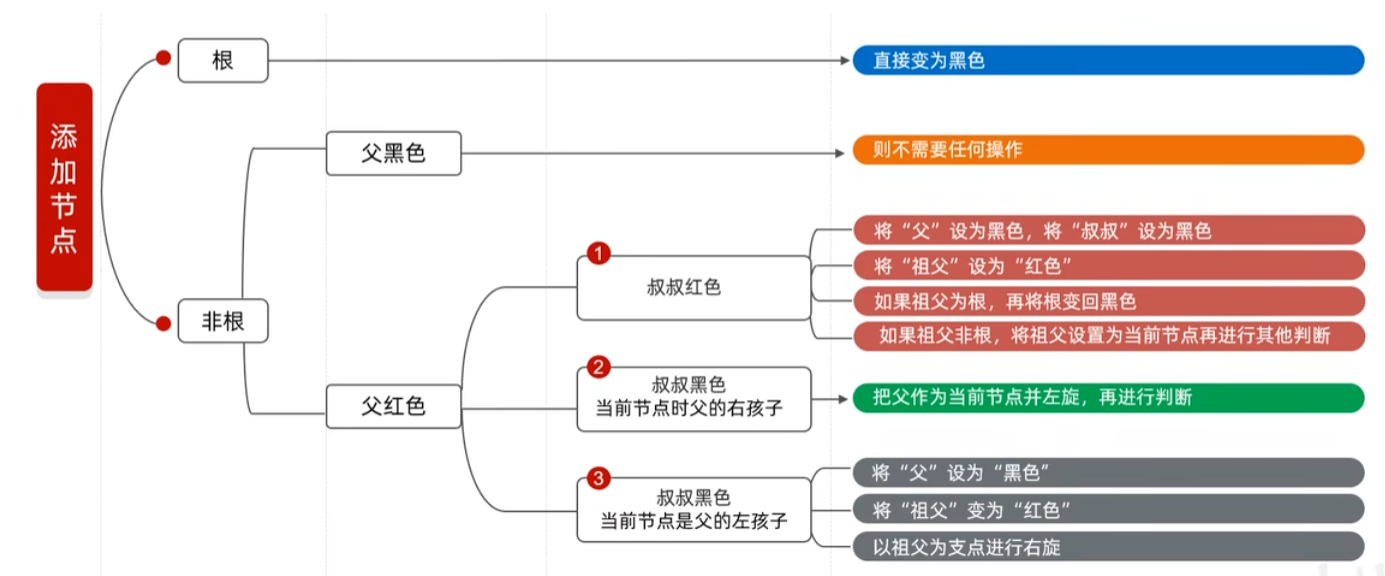 添加节点
根
直接变为黑色
父黑色
则不需要任何操作
非根
父红色
1
叔叔红色
将“父”设为黑色，将“叔叔”设为黑色
将“祖父”设为“红色”
如果祖父为根，再将根变回黑色
如果祖父非根，将祖父设置为当前节点再进行其他判断
2
叔叔黑色
当前节点时父的右孩子
把父作为当前节点并左旋，再进行判断
3
叔叔黑色
当前节点是父的左孩子
将“父”设为“黑色”
将“祖父”变为“红色”
以祖父为支点进行右旋